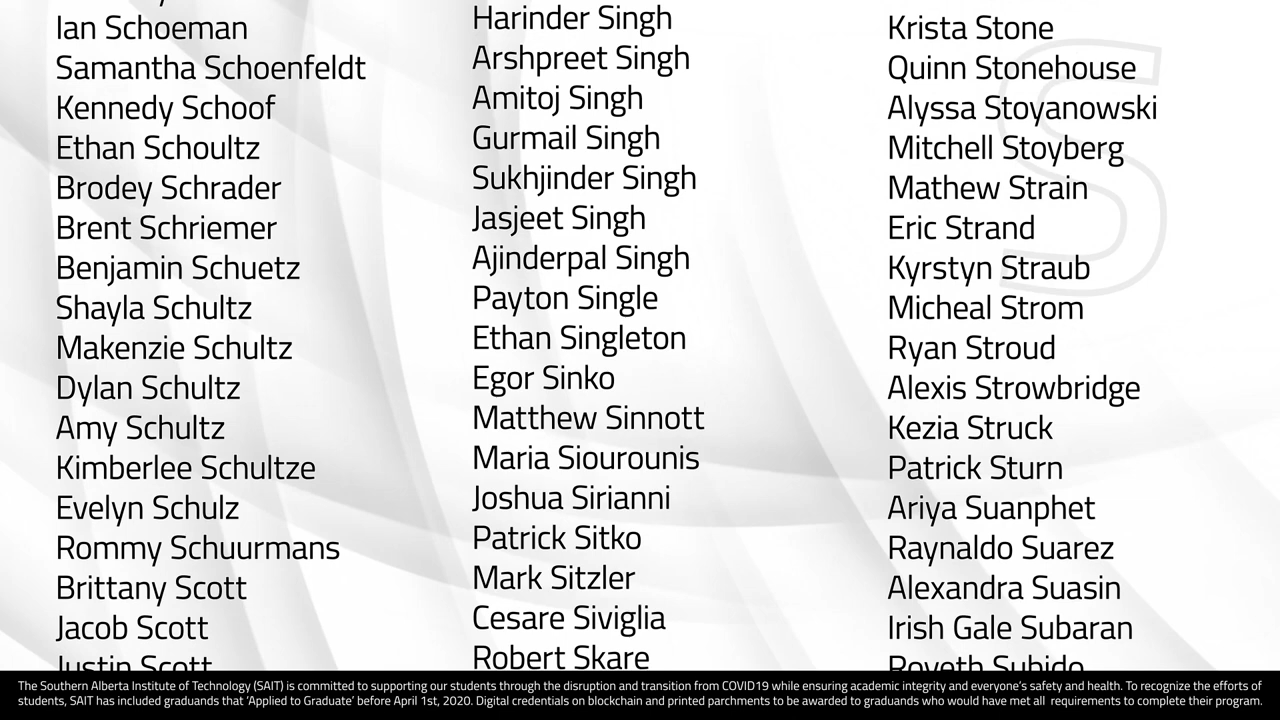 Ian Schoeman
Samantha Schoenfeldt
Kennedy Schoof
Ethan Schoultz
Brodey Schrader
Brent Schriemer
Benjamin Schuetz
Shayla Schultz
Makenzie Schultz
Dylan Schultz
Amy Schultz
Kimberlee Schultze
Evelyn Schulz
Rommy Schuurmans
Brittany Scott
Jacob Scott
Justin Scott
Harinder Singh
Arshpreet Singh
Amitoj Singh
Gurmail Singh
Sukhjinder Singh
Jasjeet Singh
Ajinderpal Singh
Payton Single
Ethan Singleton
Egor Sinko
Matthew Sinnott
Maria Siourounis
Joshua Sirianni
Patrick Sitko
Mark Sitzler
Cesare Siviglia
Robert Skare
S
Krista Stone
Quinn Stonehouse
Alyssa Stoyanowski
Mitchell Stoyberg
Mathew Strain
Eric Strand
Kyrstyn Straub
Micheal Strom
Ryan Stroud
Alexis Strowbridge
Kezia Struck
Patrick Sturn
Ariya Suanphet
Raynaldo Suarez
Alexandra Suasin
Irish Gale Subaran
Subido
The Southern Alberta Institute of Technology (SAIT) is committed to supporting our students through the disruption and transition from COVID19 while ensuring academic integrity and everyone's safety and health. To recognize the efforts of
students, SAIT has included graduands that 'Applied to Graduate' before April 1st, 2020. Digital credentials on blockchain and printed parchments to be awarded to graduands who would have met all requirements to complete their program.